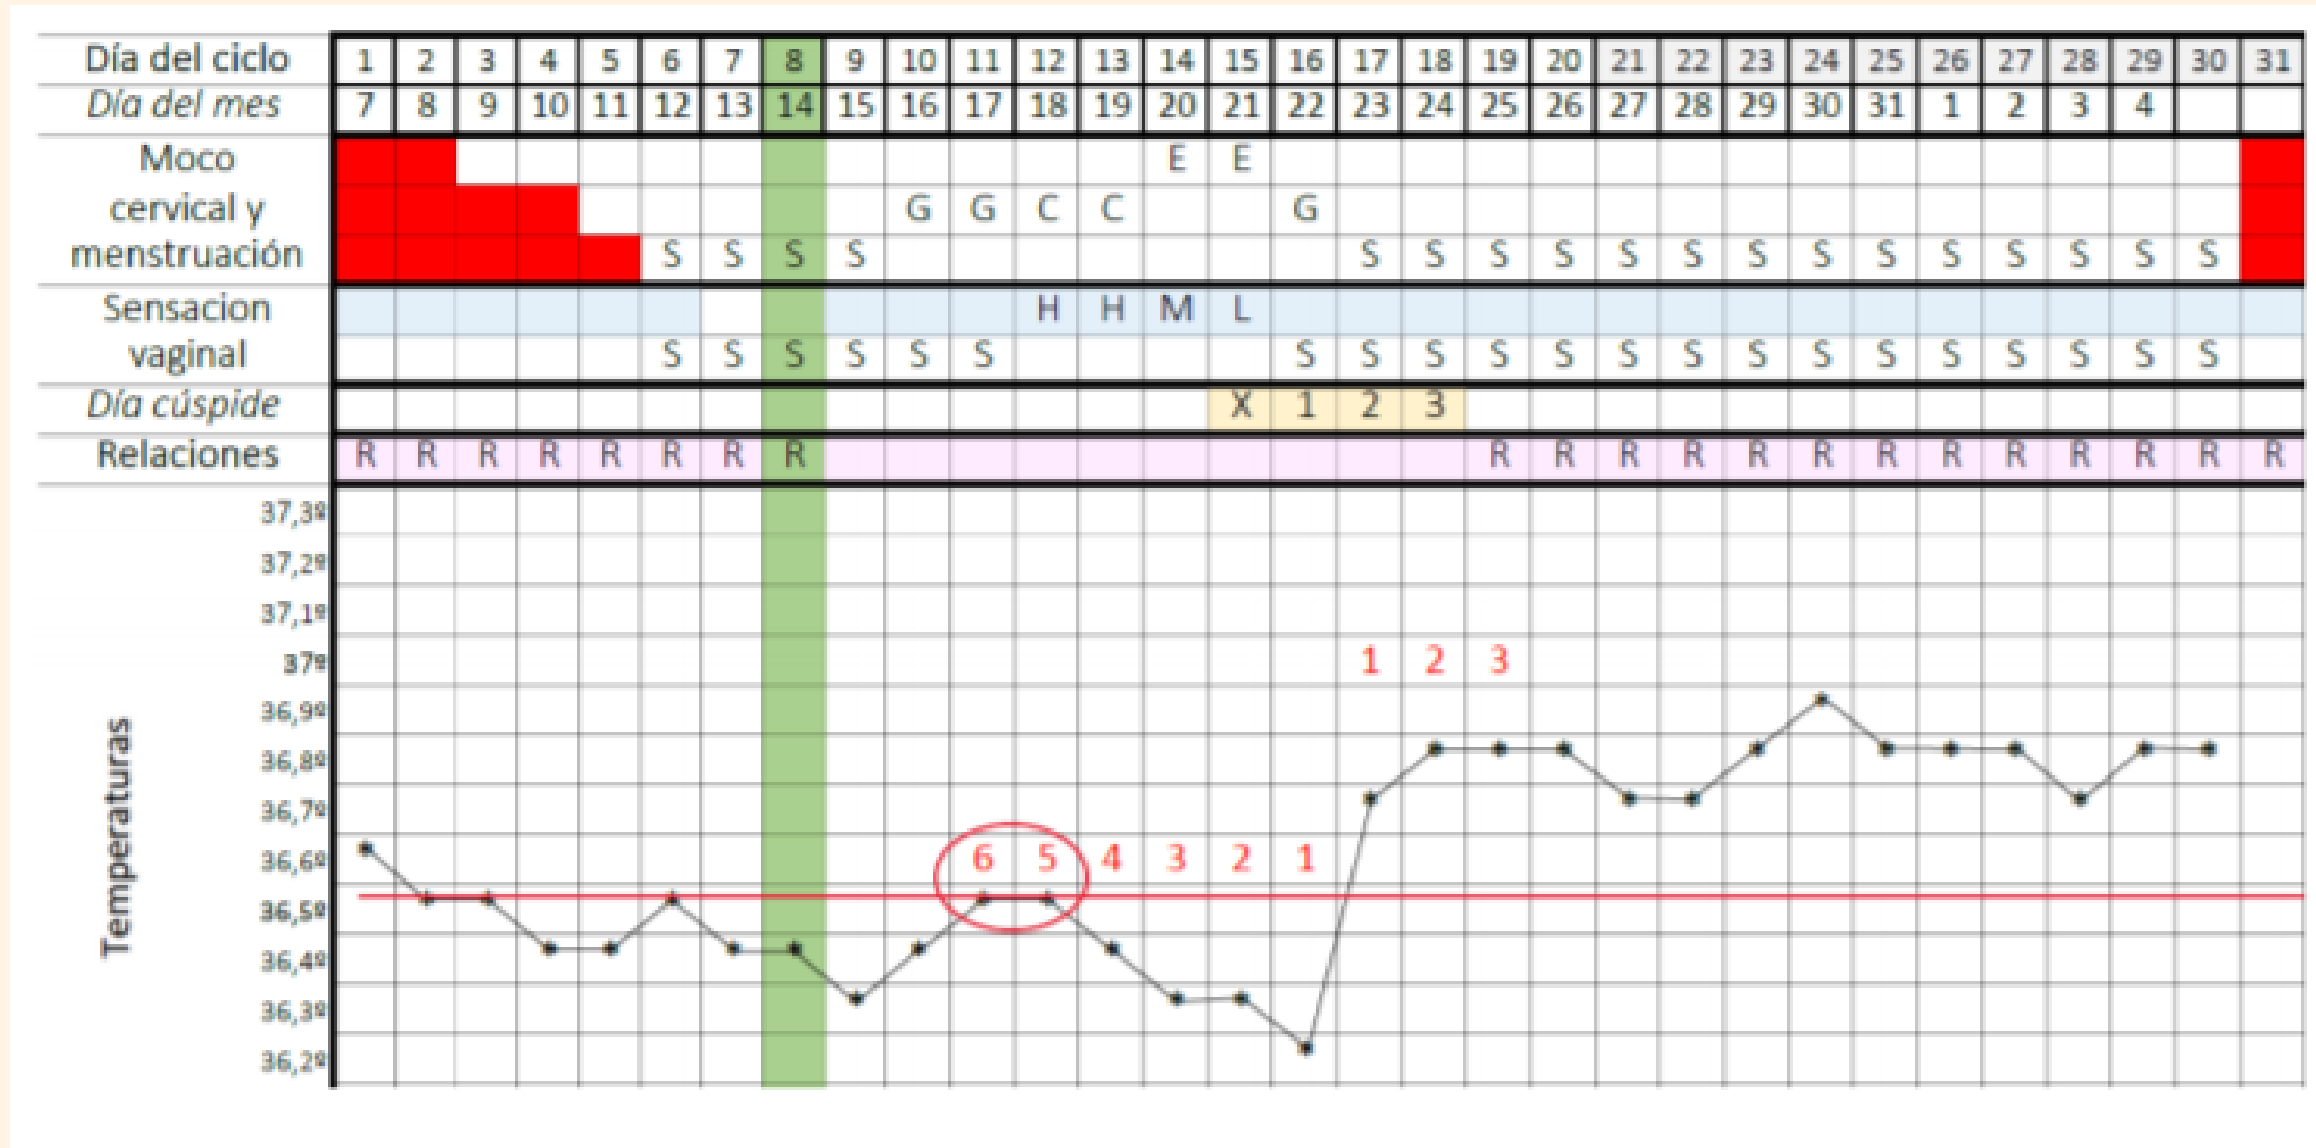 Día del ciclo 1 2 3 4 5 6 7 8 9 10 11 12 13 14 15 16 17 18 19 20 21 22 23 24 25 26 27 28 29 30 31
Día del mes 7 8 9 10 11 12 13 14 15 16 17 18 19 20 21 22 23 24 25 26 27 28 29 30 31 1 2 3 4
Moco E E
cervical y G G C C G
menstruación S S S S S S S S S S S S S S S S S S
Sensacion H H M L
vaginal S S S S S S S S S S S S S S S S S S S S S
Día cúspide X 1 2 3
Relaciones R R R R R R R R R R R R R R R R R R R R R
37,3º
37,2º
37,1º
37º 1 2 3
36,9º
36,8º
36,7º
36,6º 6 5 4 3 2 1
36,5º
36,4º
36,3º
36,2º
Temperaturas